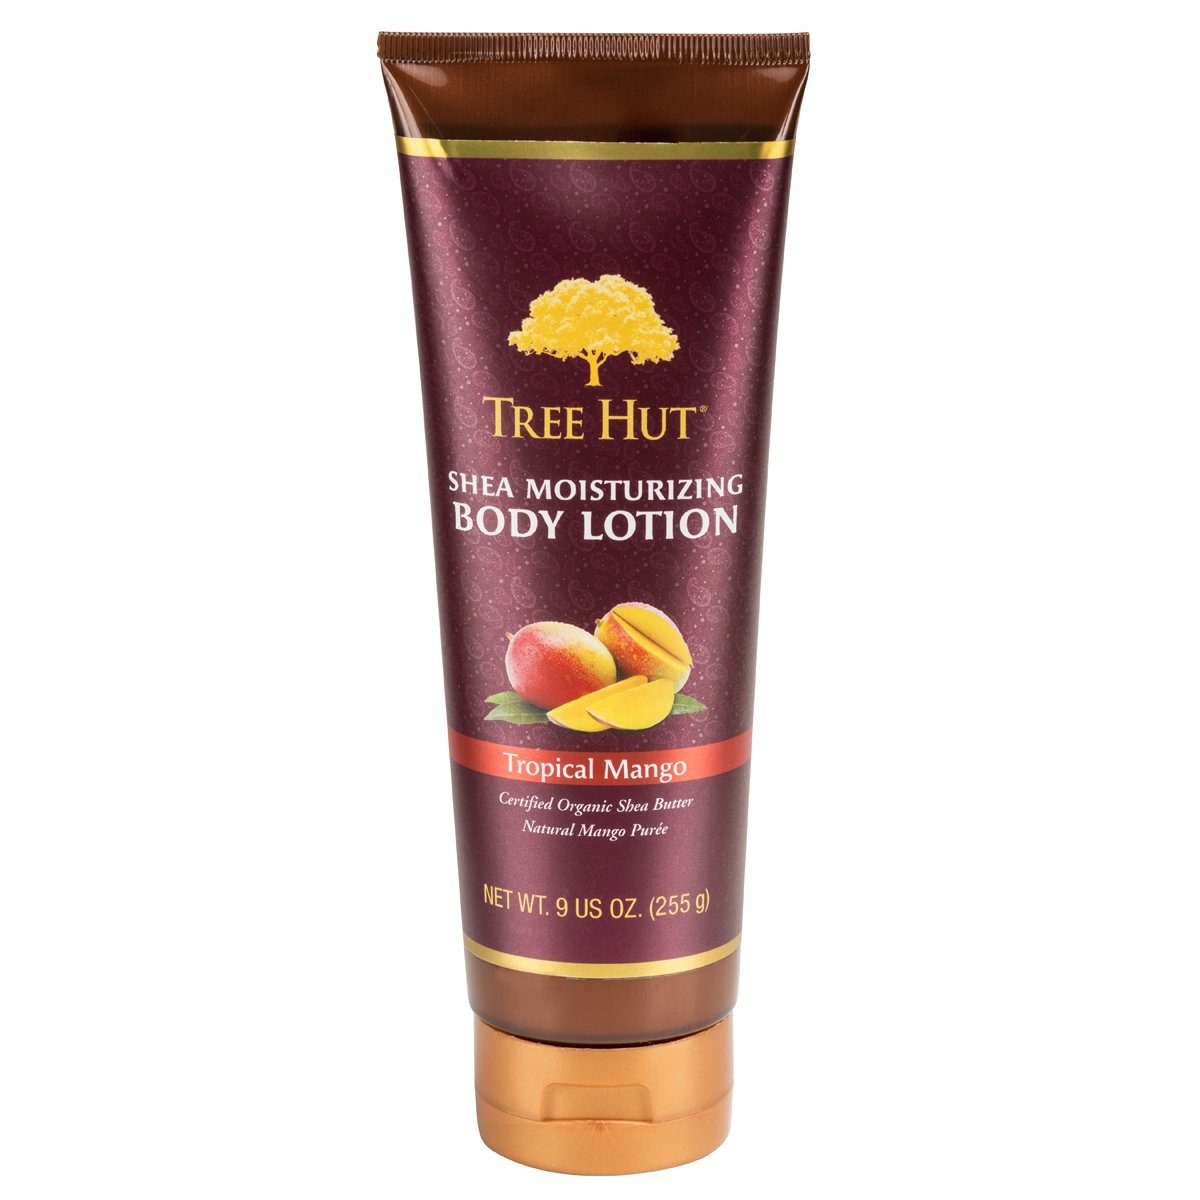 TREE HUT®
SHEA MOISTURIZING
BODY LOTION
Tropical Mango
Certified Organic Shea Butter
Natural Mango Purée
NET WT. 9 US OZ. (255 g)